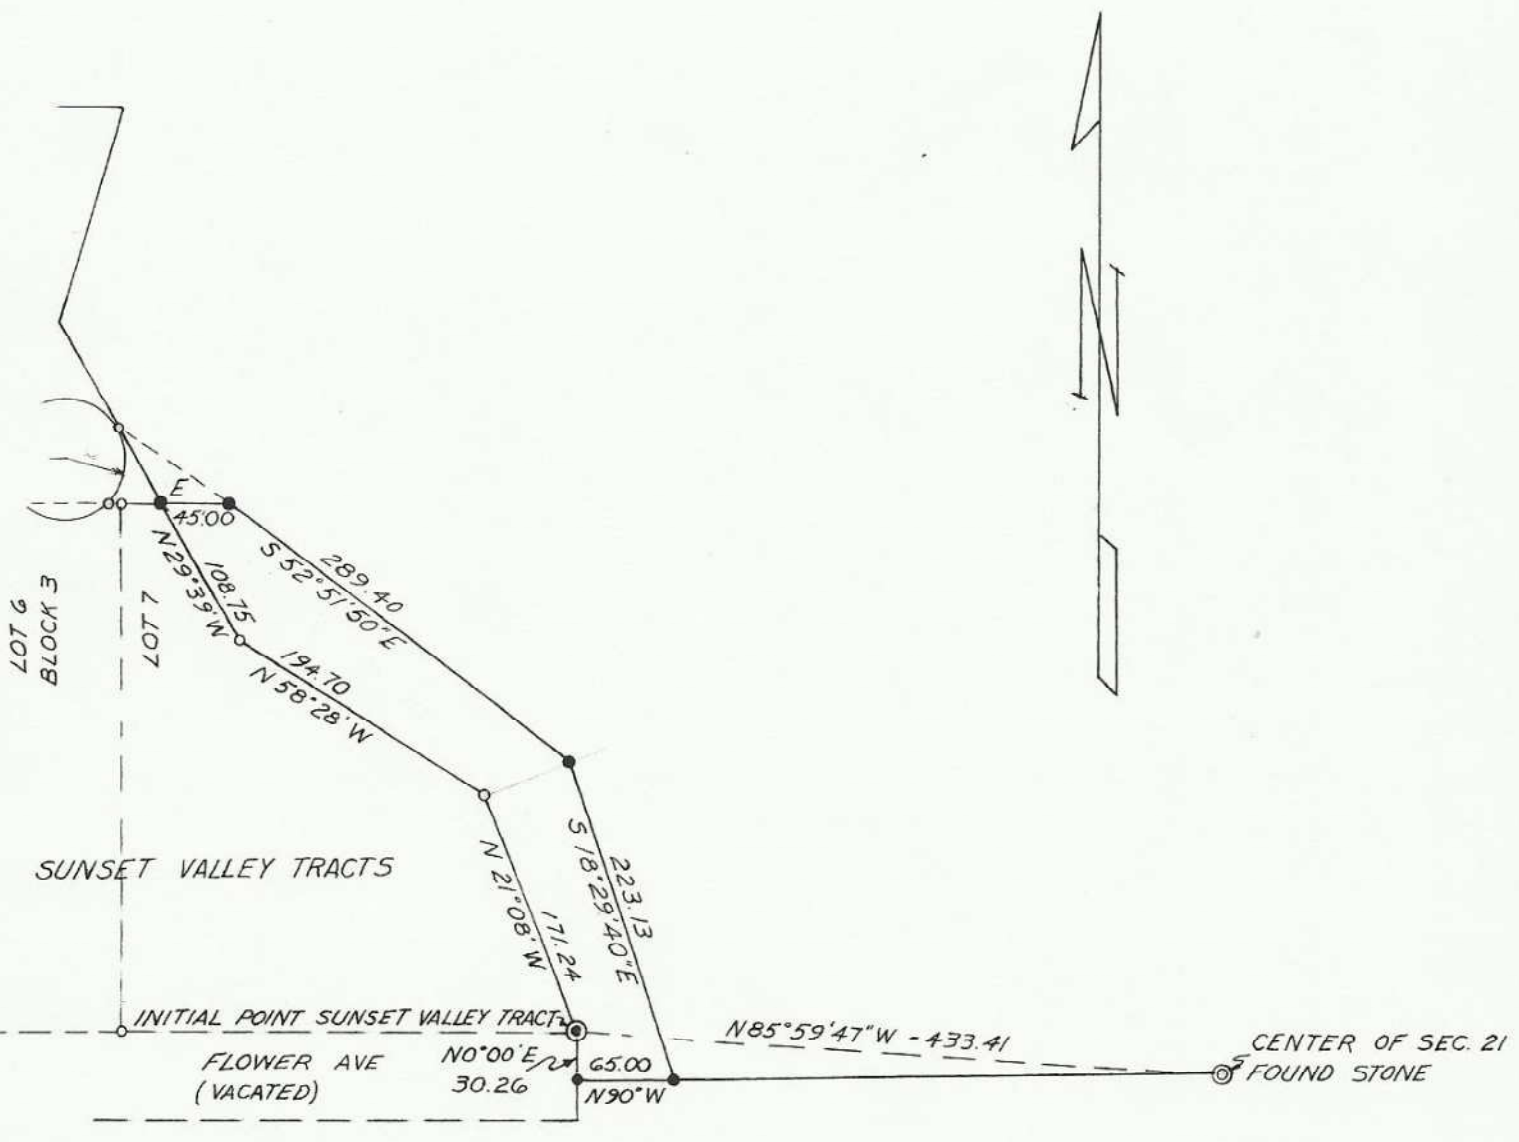 N
E
45.00
N 29°39' W
108.75
289.40
S 52°51'50" E
LOT 6
BLOCK 3
LOT 7
194.70
N 58°28' W
SUNSET VALLEY TRACTS
N 21°08' W
171.24
223.13
S 18°29'40" E
INITIAL POINT SUNSET VALLEY TRACT
N85°59'47" W - 433.41
CENTER OF SEC. 21
FOUND STONE
FLOWER AVE
(VACATED)
N0°00' E
30.26
65.00
N90° W